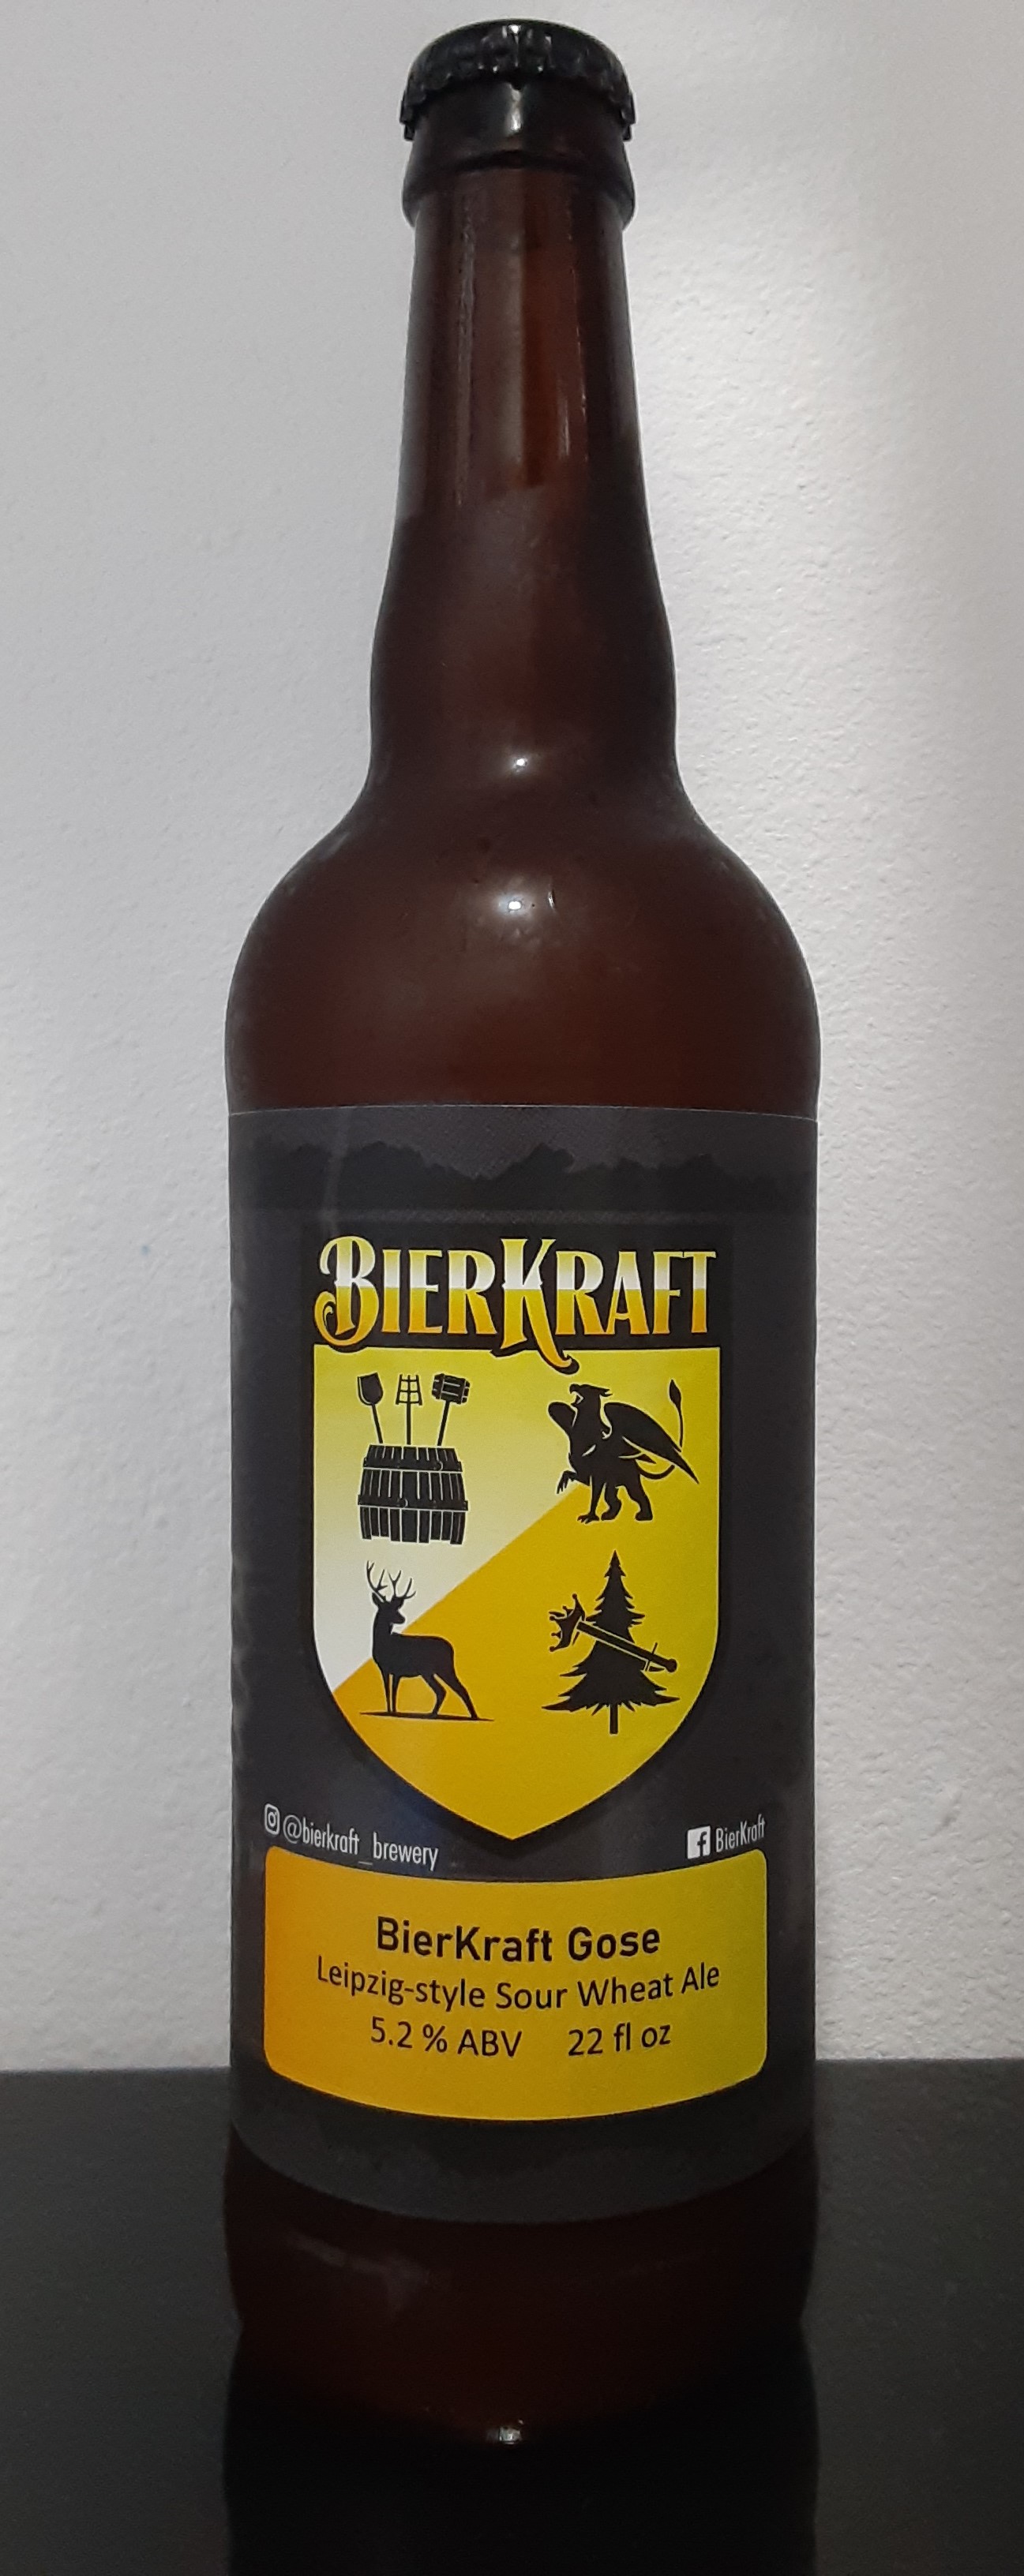 BIERKRAFT
@bierkraft_brewery
BierKraft
BierKraft Gose
Leipzig-style Sour Wheat Ale
5.2 % ABV 22 fl oz